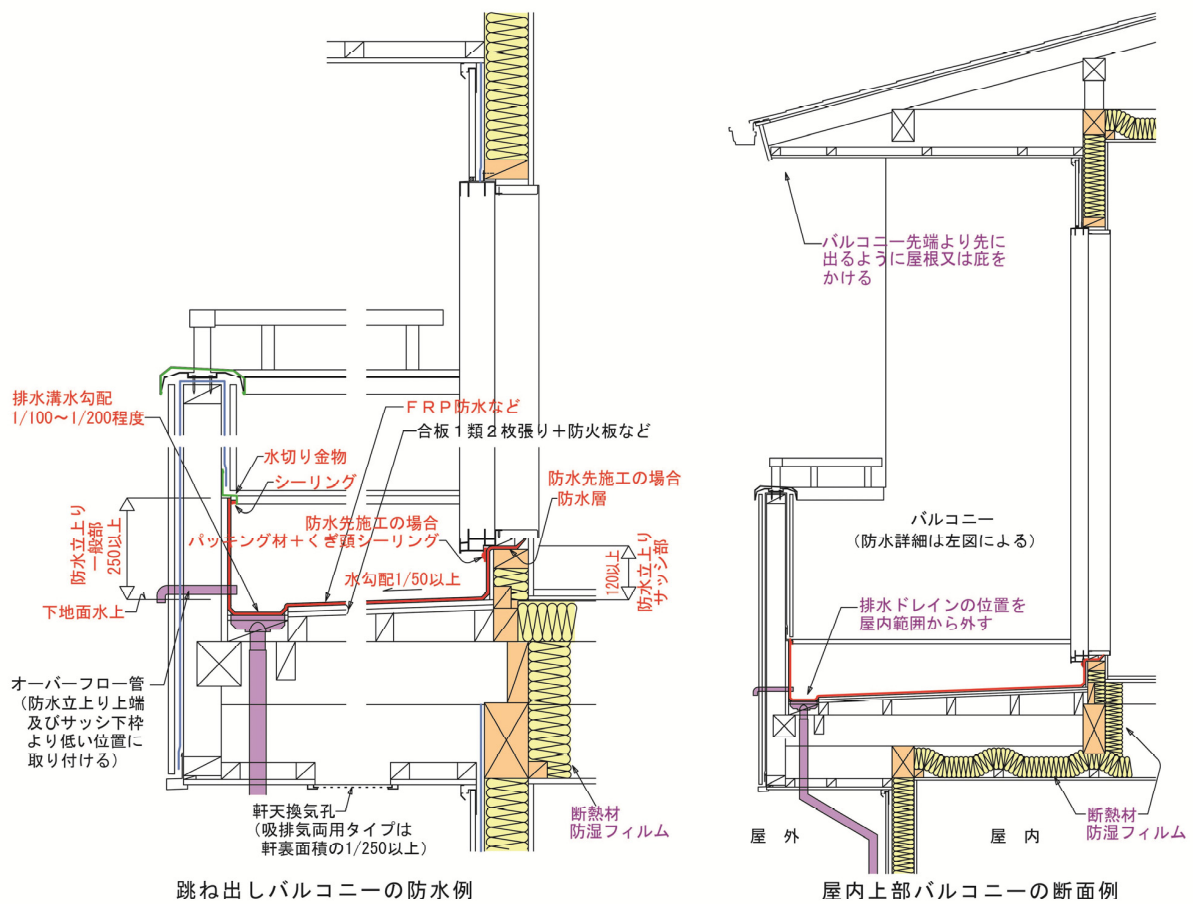 バルコニー先端より先に
出るように屋根又は庇を
かける
排水溝水勾配
1/100～1/200程度
ＦＲＰ防水など
合板１類２枚張り＋防火板など
水切り金物
シーリング
防水先施工の場合
防水層
防水先施工の場合
パッキング材＋くぎ頭シーリング
防水立上り
一般部
250以上
水勾配1/50以上
120以上
防水立上り
サッシ部
下地面水上
オーバーフロー管
（防水立上り上端
及びサッシ下枠
より低い位置に
取り付ける）
軒天換気孔
（吸排気両用タイプは
軒裏面積の1/250以上）
断熱材
防湿フィルム
跳ね出しバルコニーの防水例
バルコニー
（防水詳細は左図による）
排水ドレインの位置を
屋内範囲から外す
断熱材
防湿フィルム
屋 外
屋 内
屋内上部バルコニーの断面例